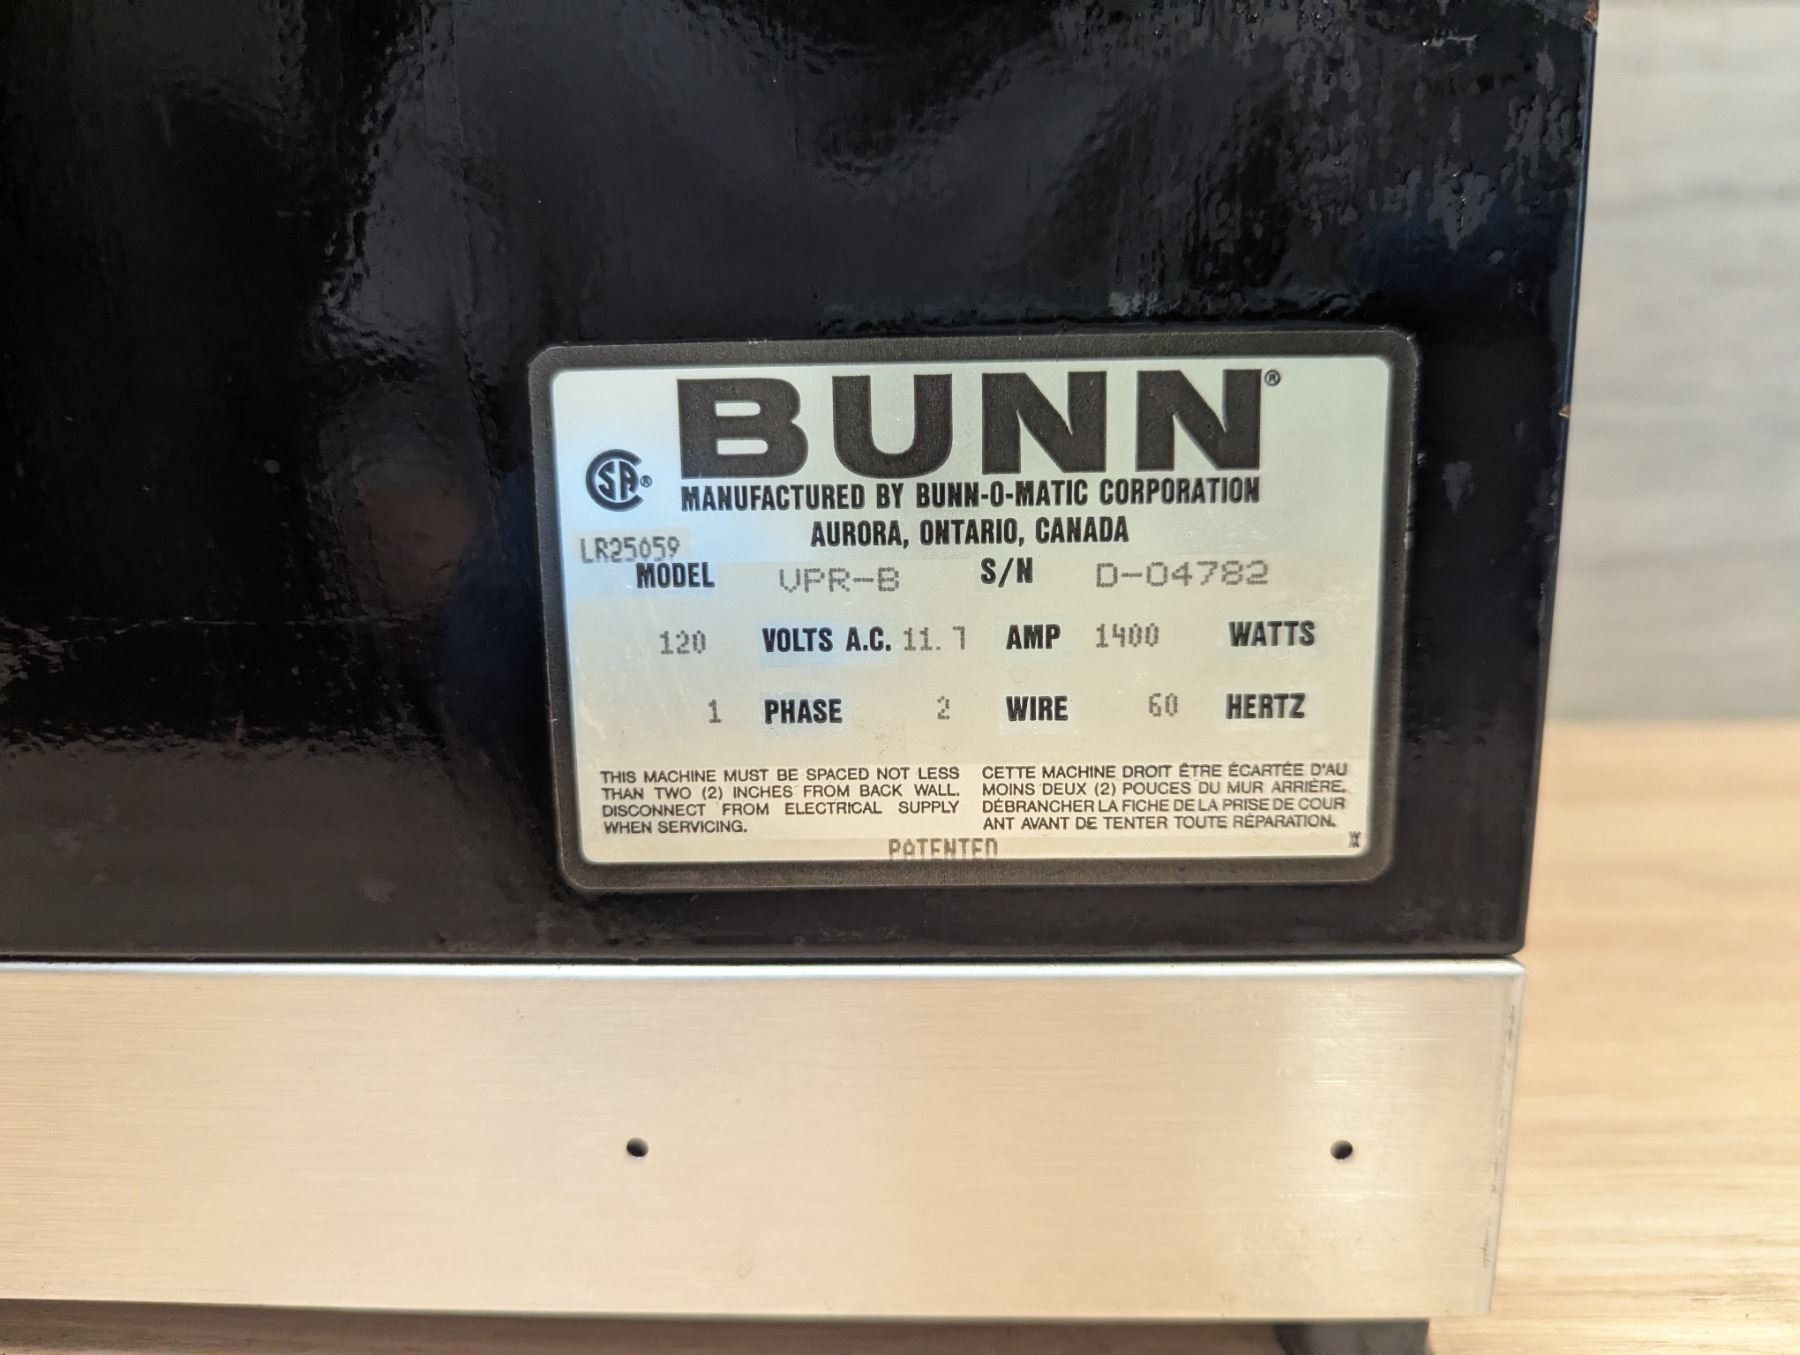 BUNN®
CSA®
MANUFACTURED BY BUNN-O-MATIC CORPORATION
AURORA, ONTARIO, CANADA
LR25059
MODEL VPR-B S/N D-04782
120 VOLTS A.C. 11.7 AMP 1400 WATTS
1 PHASE 2 WIRE 60 HERTZ
THIS MACHINE MUST BE SPACED NOT LESS
THAN TWO (2) INCHES FROM BACK WALL.
DISCONNECT FROM ELECTRICAL SUPPLY
WHEN SERVICING.
CETTE MACHINE DROIT ÊTRE ÉCARTÉE D'AU
MOINS DEUX (2) POUCES DU MUR ARRIÈRE.
DÉBRANCHER LA FICHE DE LA PRISE DE COUR
ANT AVANT DE TENTER TOUTE RÉPARATION.
PATENTED